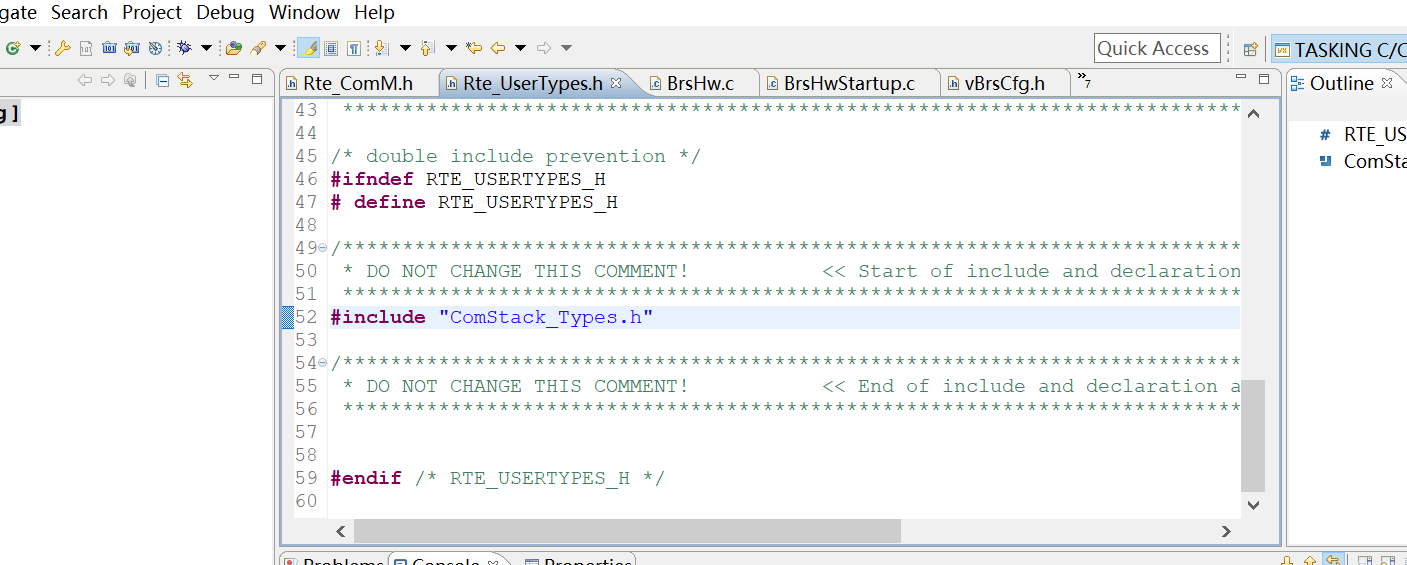 gate Search Project Debug Window Help
Quick Access
TASKING C/C
Rte_ComM.h Rte_UserTypes.h BrsHw.c BrsHwStartup.c vBrsCfg.h »7
Outline
g]
RTE_US
ComSta
43 ****************************************************************************
44
45 /* double include prevention */
46 #ifndef RTE_USERTYPES_H
47 # define RTE_USERTYPES_H
48
49 /****************************************************************************
50 * DO NOT CHANGE THIS COMMENT! << Start of include and declaration
51 ****************************************************************************
52 #include "ComStack_Types.h"
53
54 /****************************************************************************
55 * DO NOT CHANGE THIS COMMENT! << End of include and declaration a
56 ****************************************************************************
57
58
59 #endif /* RTE_USERTYPES_H */
60
Problems Console Properties